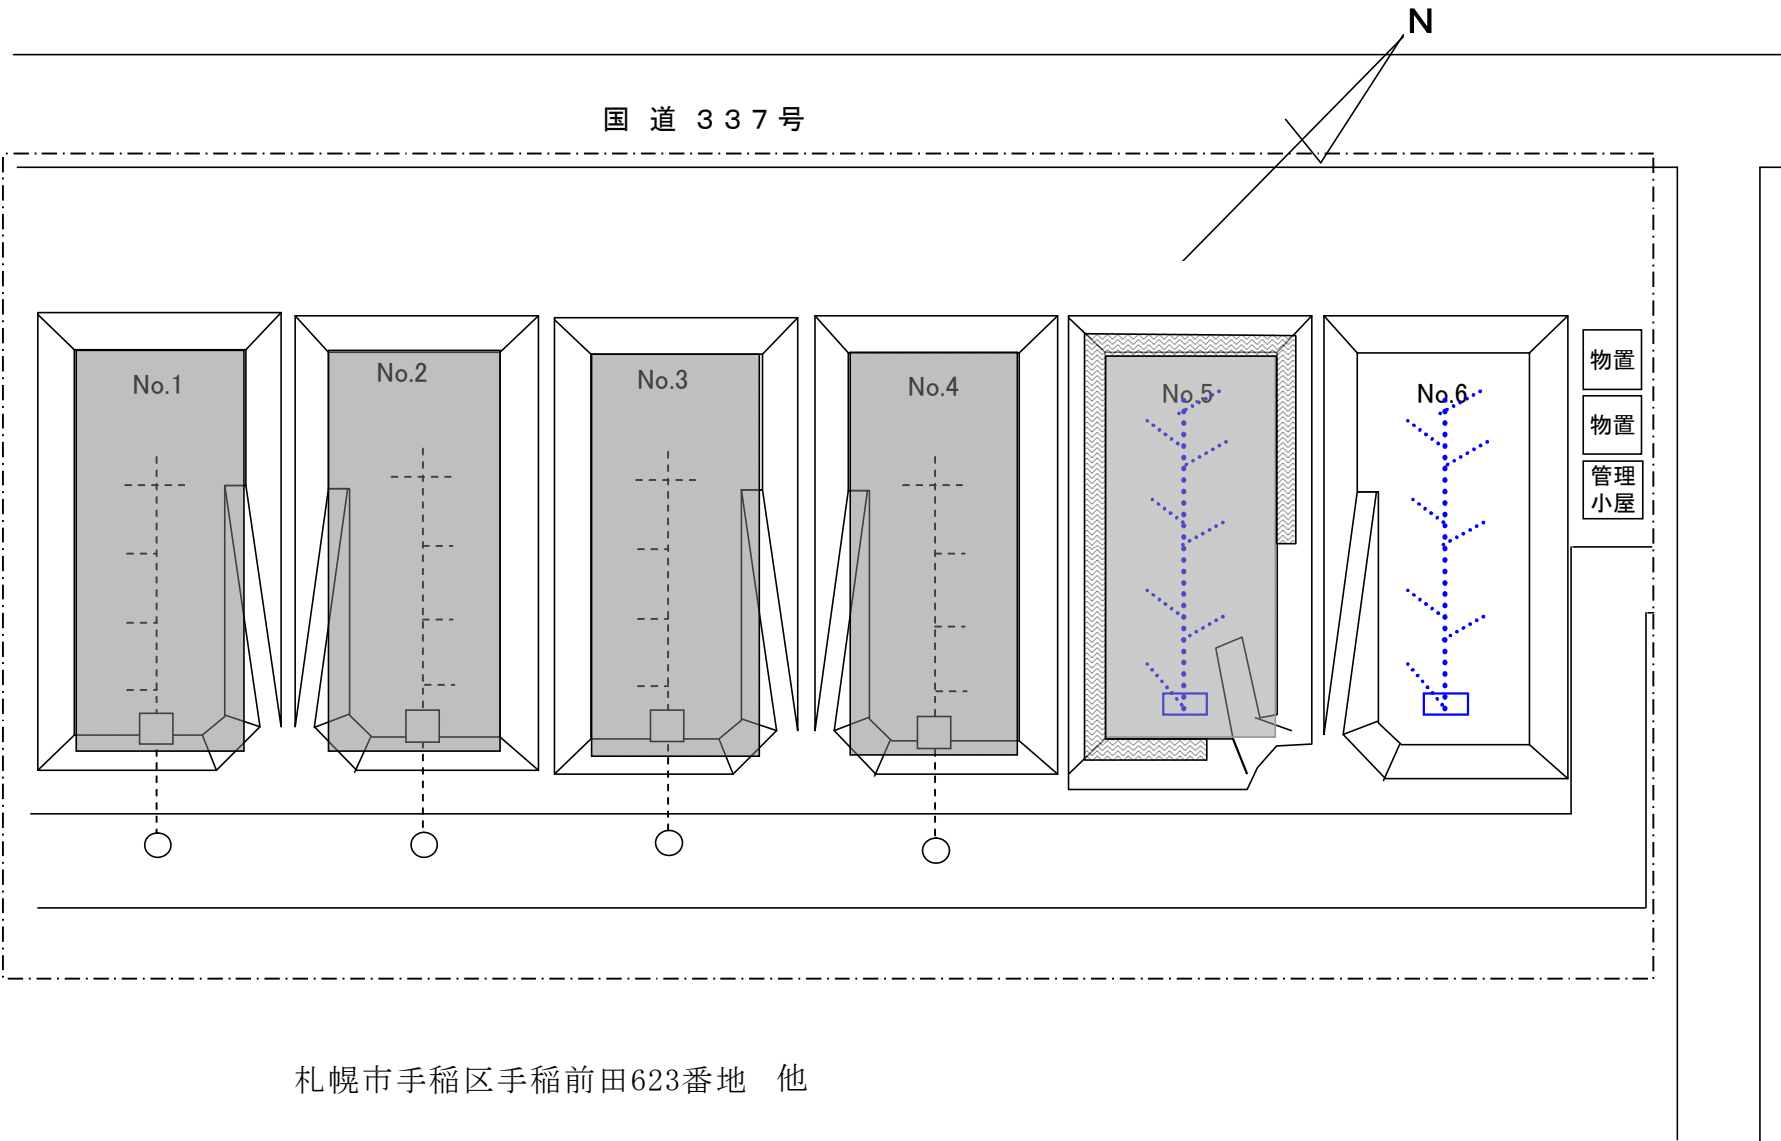 N
国 道 ３３７号
No.1
No.2
No.3
No.4
No.5
No.6
物置
物置
管理
小屋
札幌市手稲区手稲前田623番地 他